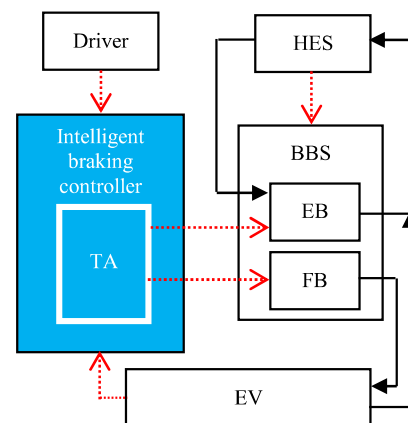 Driver
HES
Intelligent
braking
controller
TA
BBS
EB
FB
EV